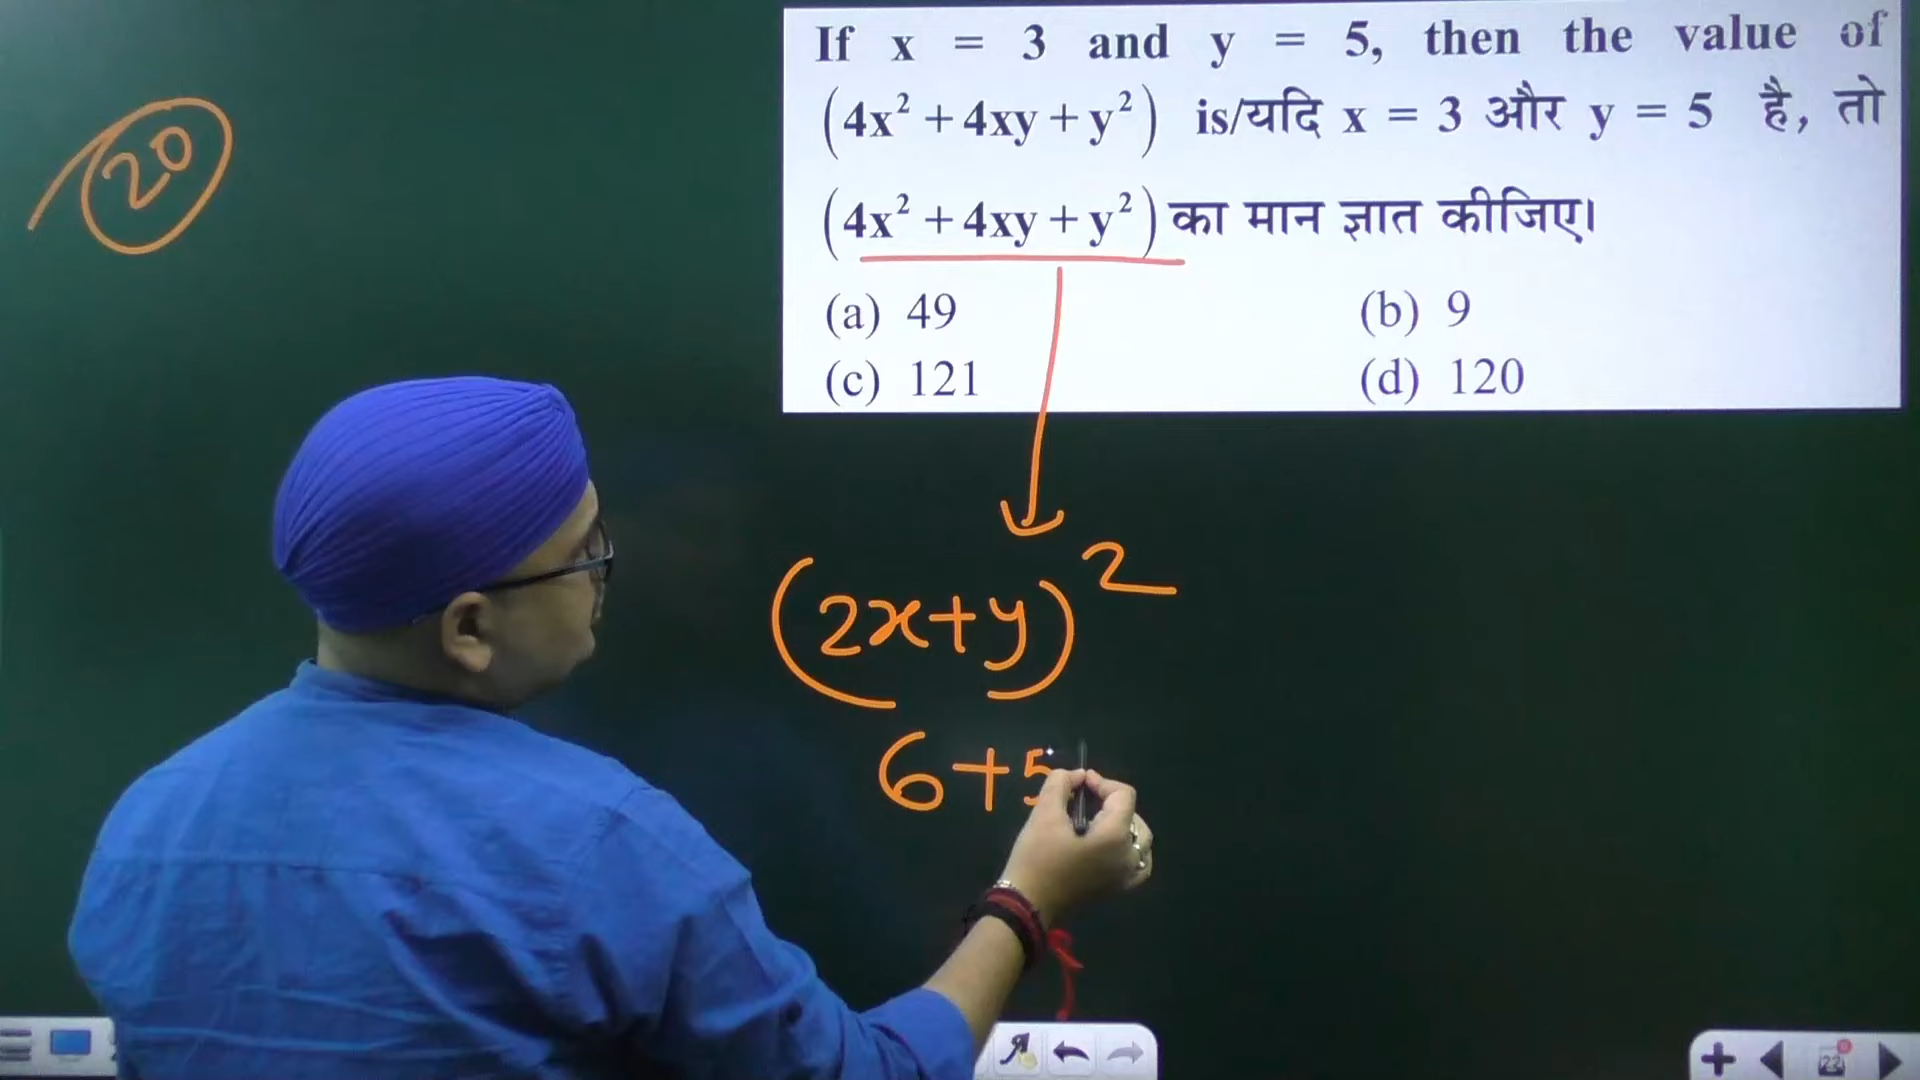 20
If x = 3 and y = 5, then the value of
(4x² + 4xy + y²) is/यदि x = 3 और y = 5 है, तो
(4x² + 4xy + y²) का मान ज्ञात कीजिए।
(a) 49 (b) 9
(c) 121 (d) 120
(2x+y)²
6+5
22